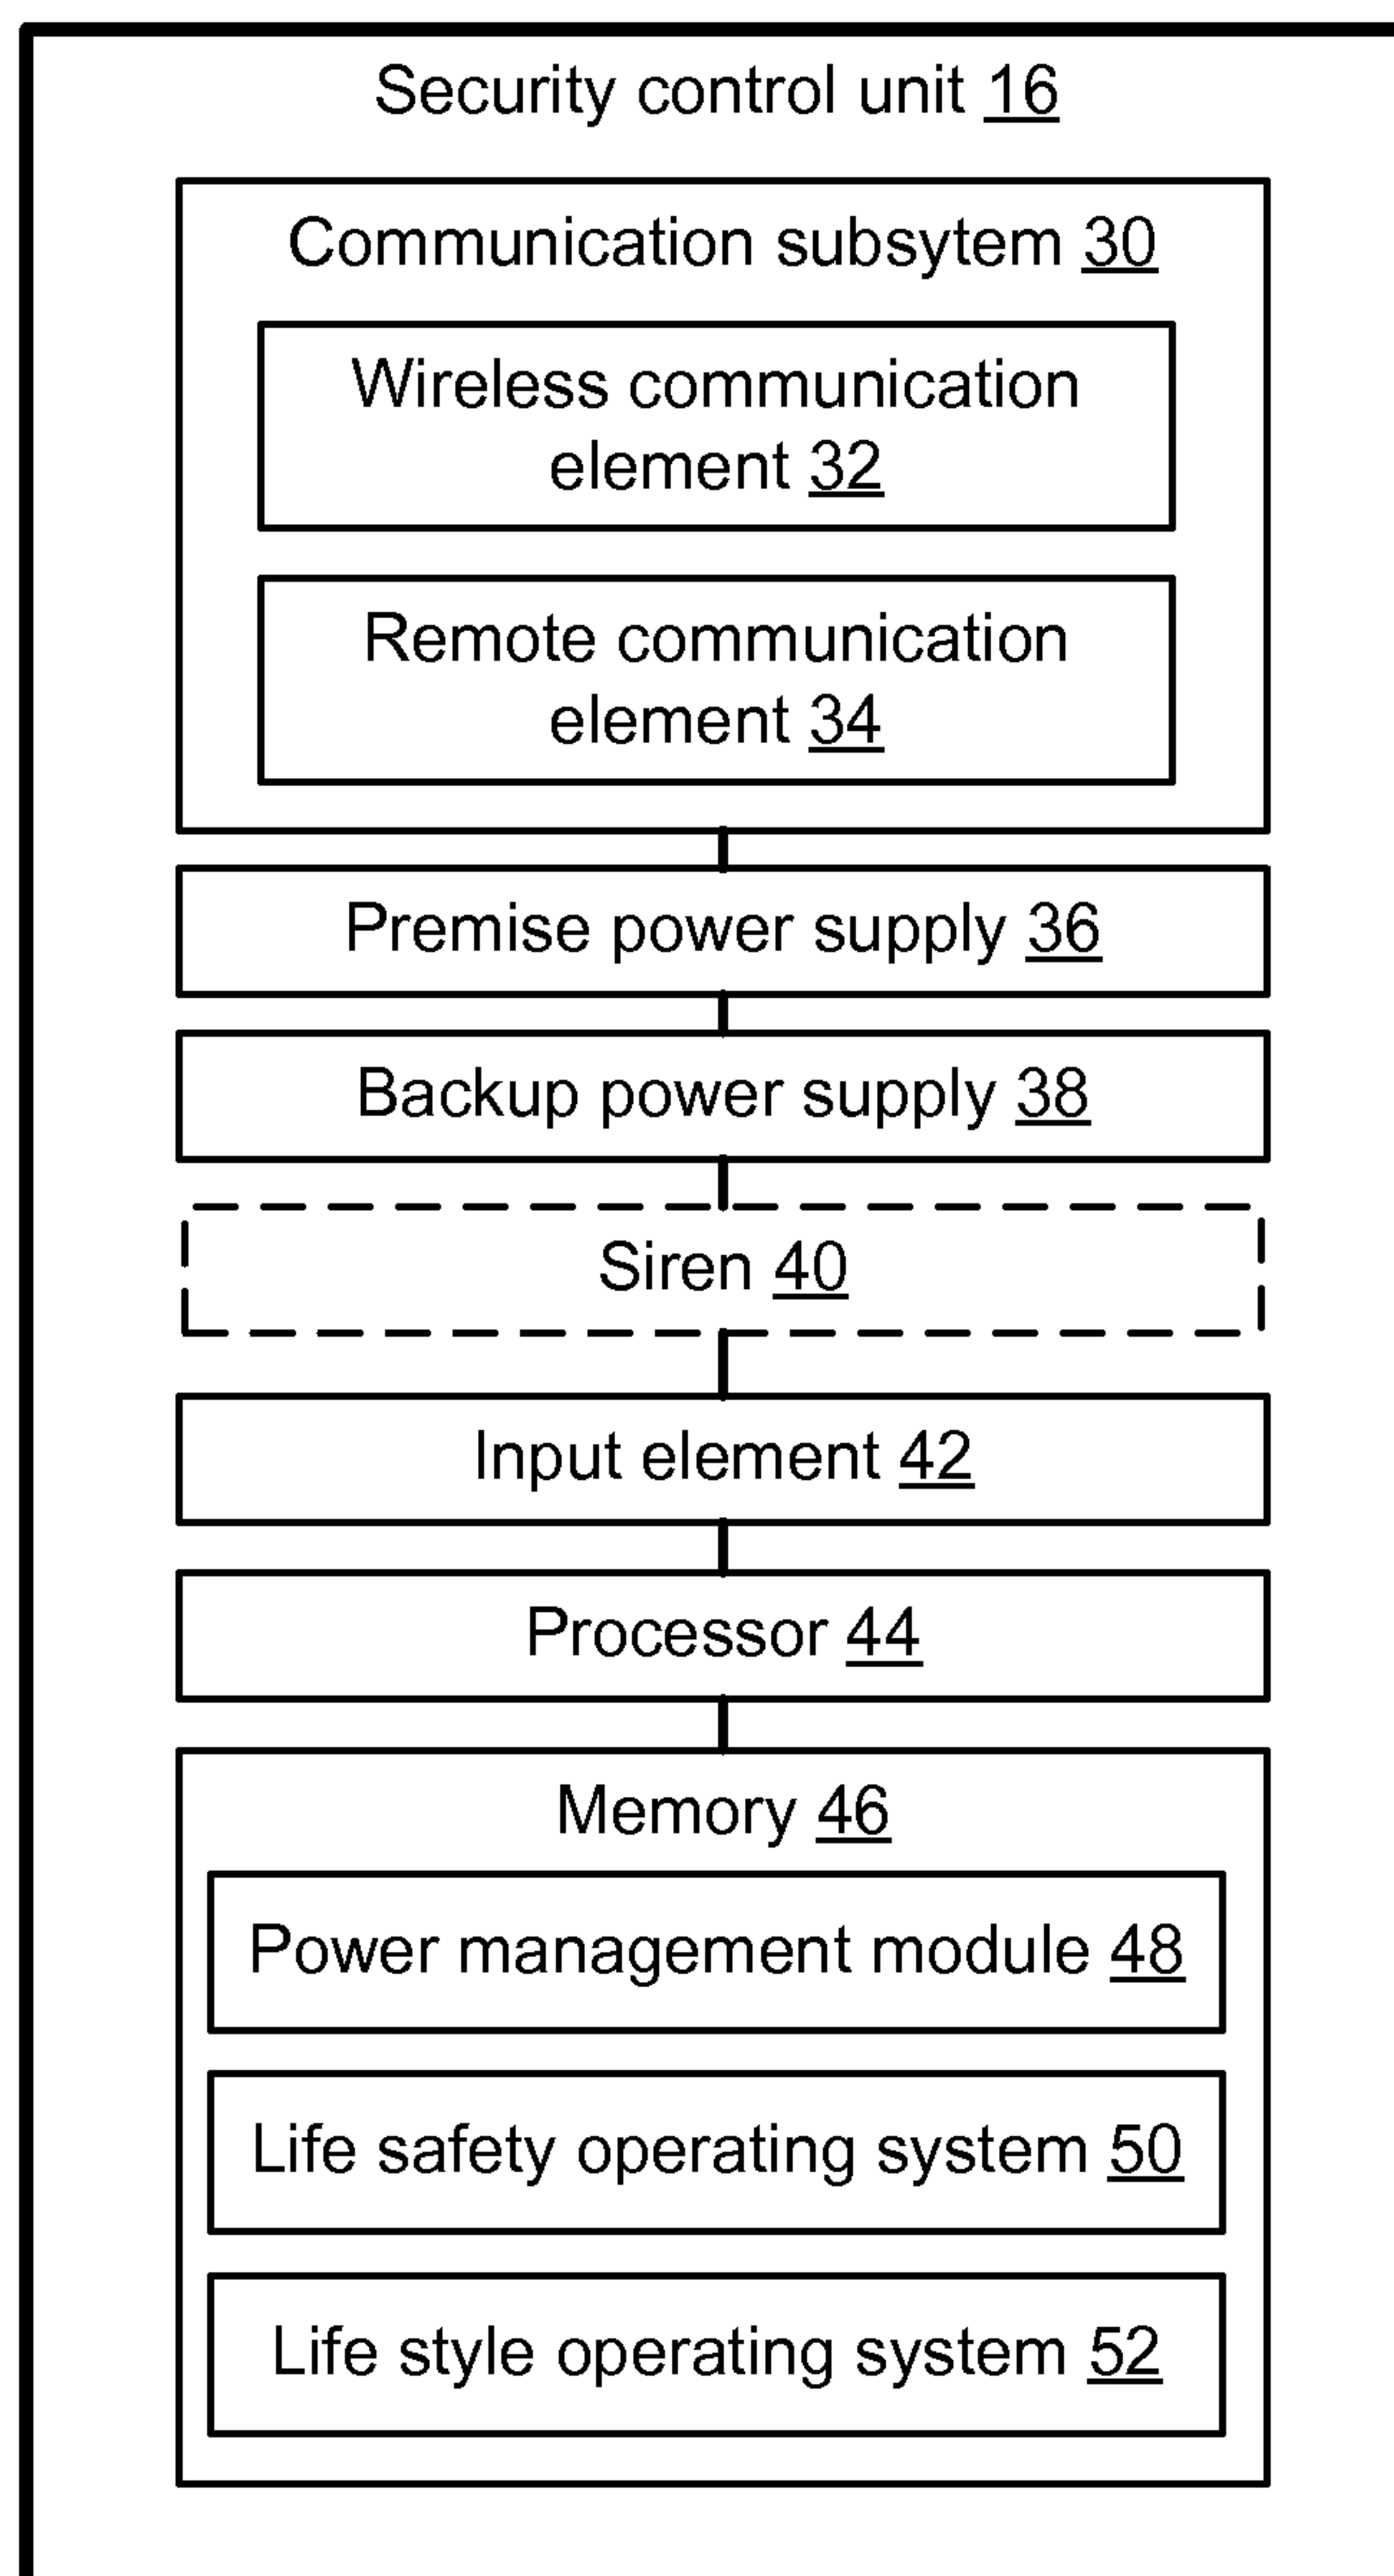 Security control unit 16
Communication subsytem 30
Wireless communication
element 32
Remote communication
element 34
Premise power supply 36
Backup power supply 38
Siren 40
Input element 42
Processor 44
Memory 46
Power management module 48
Life safety operating system 50
Life style operating system 52